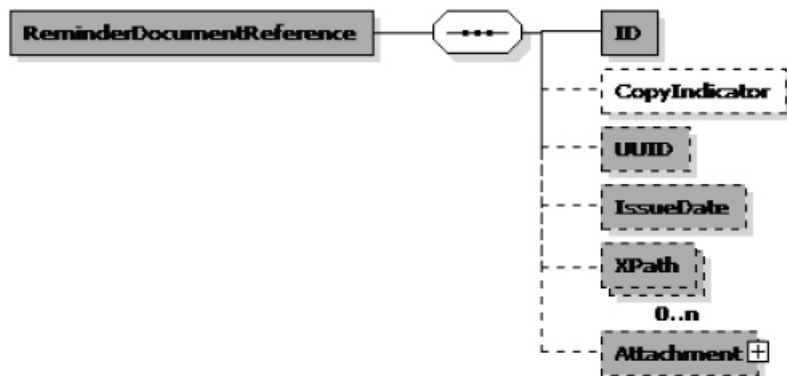 ReminderDocumentReference
ID
CopyIndicator
UUID
IssueDate
XPath
0..n
Attachment